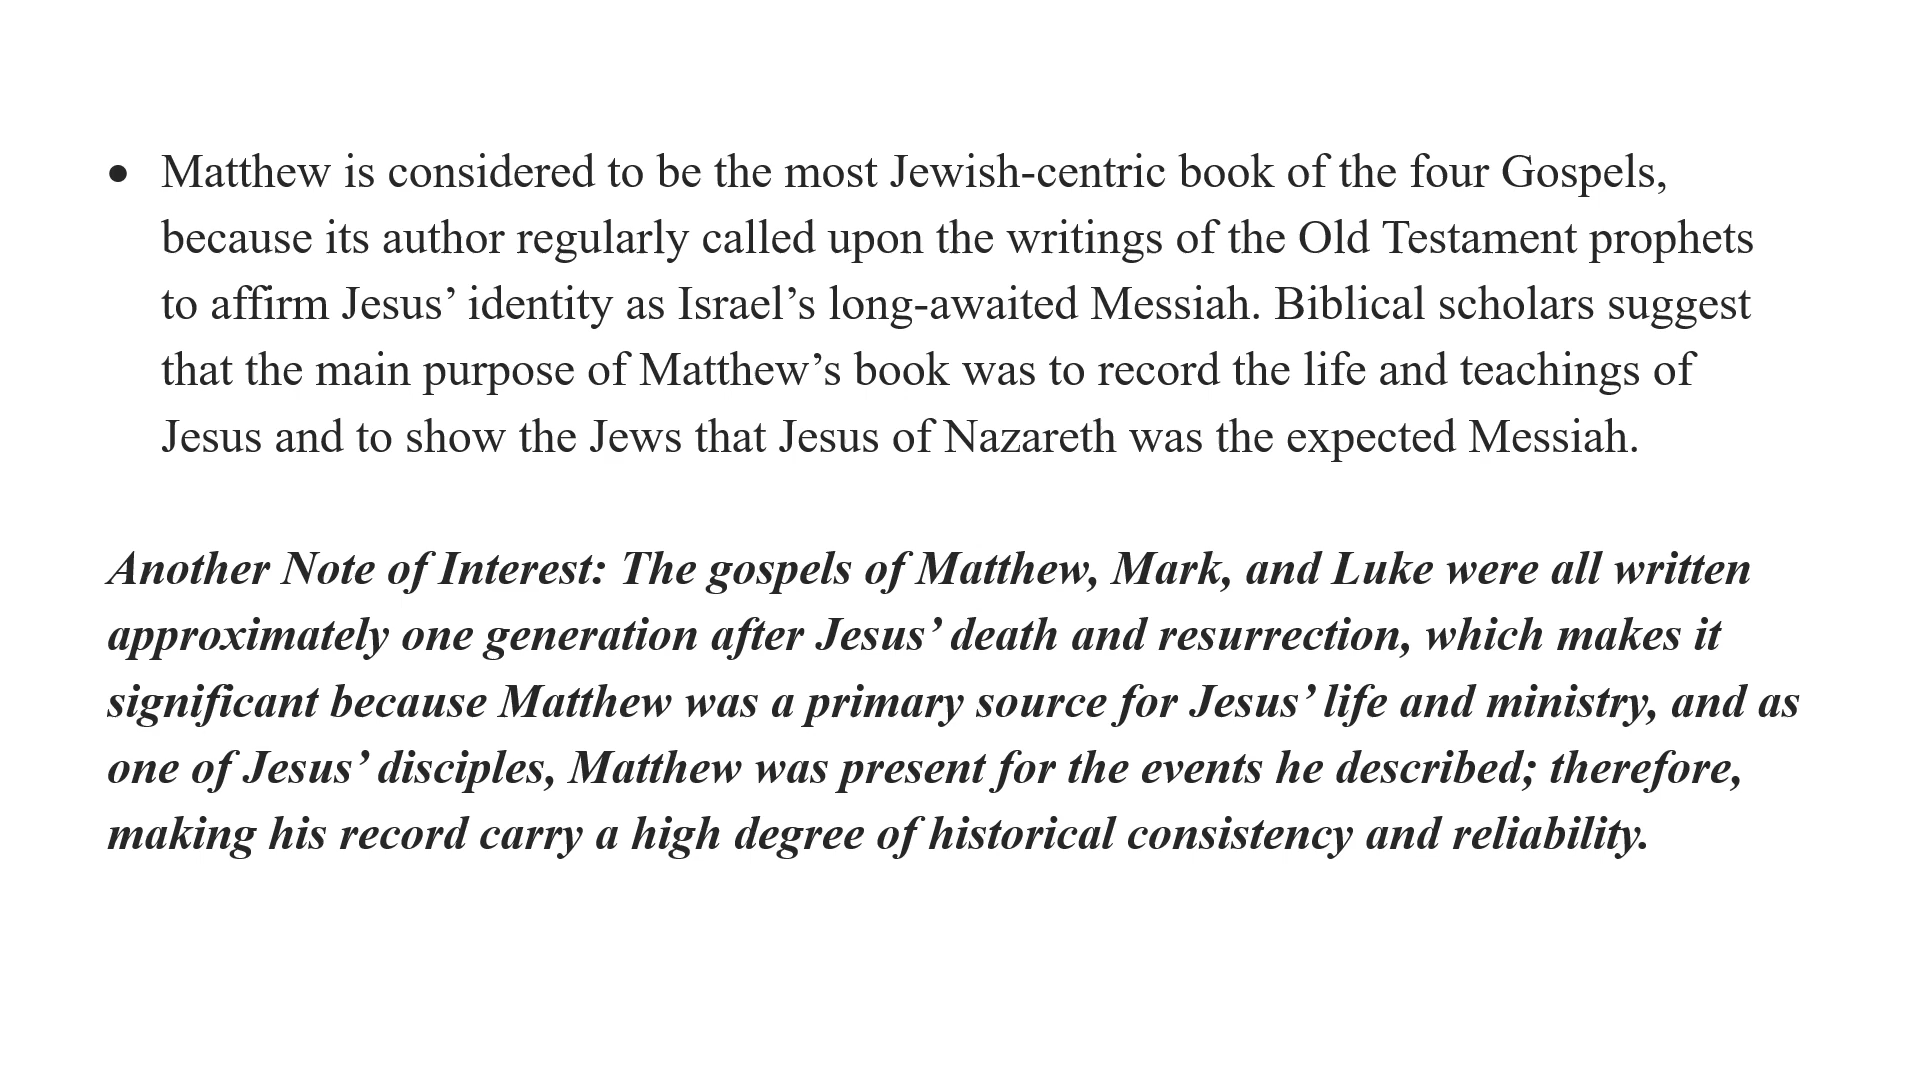 • Matthew is considered to be the most Jewish-centric book of the four Gospels,
because its author regularly called upon the writings of the Old Testament prophets
to affirm Jesus’ identity as Israel’s long-awaited Messiah. Biblical scholars suggest
that the main purpose of Matthew’s book was to record the life and teachings of
Jesus and to show the Jews that Jesus of Nazareth was the expected Messiah.
Another Note of Interest: The gospels of Matthew, Mark, and Luke were all written
approximately one generation after Jesus’ death and resurrection, which makes it
significant because Matthew was a primary source for Jesus’ life and ministry, and as
one of Jesus’ disciples, Matthew was present for the events he described; therefore,
making his record carry a high degree of historical consistency and reliability.